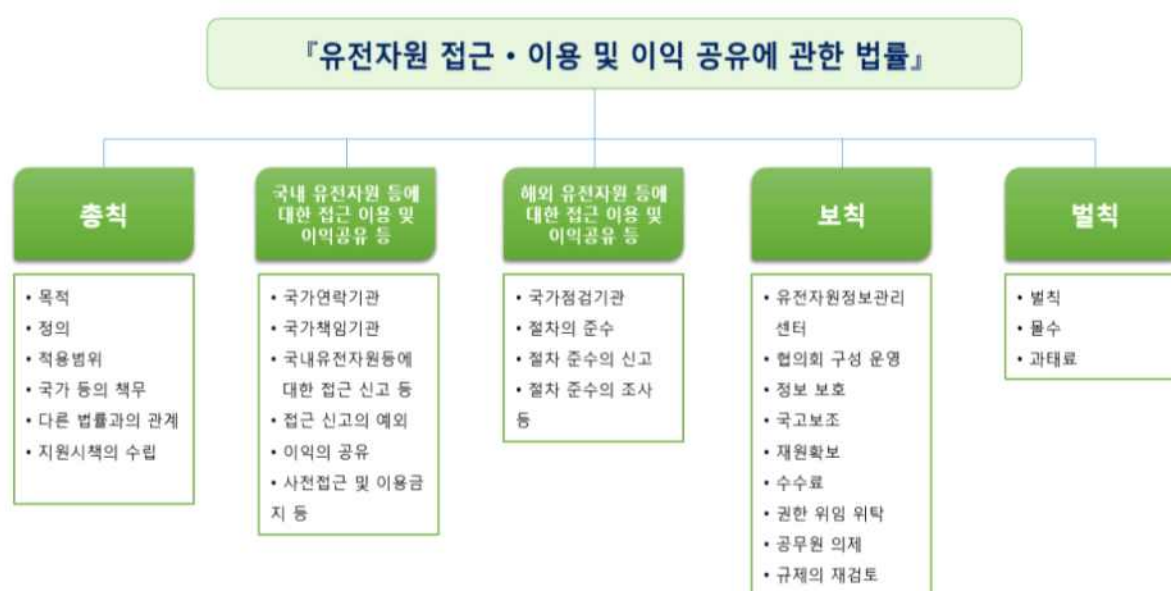 『유전자원 접근・이용 및 이익 공유에 관한 법률』
총칙
• 목적
• 정의
• 적용범위
• 국가 등의 책무
• 다른 법률과의 관계
• 지원시책의 수립
국내 유전자원 등에
대한 접근 이용 및
이익공유 등
• 국가연락기관
• 국가책임기관
• 국내유전자원등에
대한 접근 신고 등
• 접근 신고의 예외
• 이익의 공유
• 사전접근 및 이용금
지 등
해외 유전자원 등에
대한 접근 이용 및
이익공유 등
• 국가점검기관
• 절차의 준수
• 절차 준수의 신고
• 절차 준수의 조사
등
보칙
• 유전자원정보관리
센터
• 협의회 구성 운영
• 정보 보호
• 국고보조
• 재원확보
• 수수료
• 권한 위임 위탁
• 공무원 의제
• 규제의 재검토
벌칙
• 벌칙
• 몰수
• 과태료